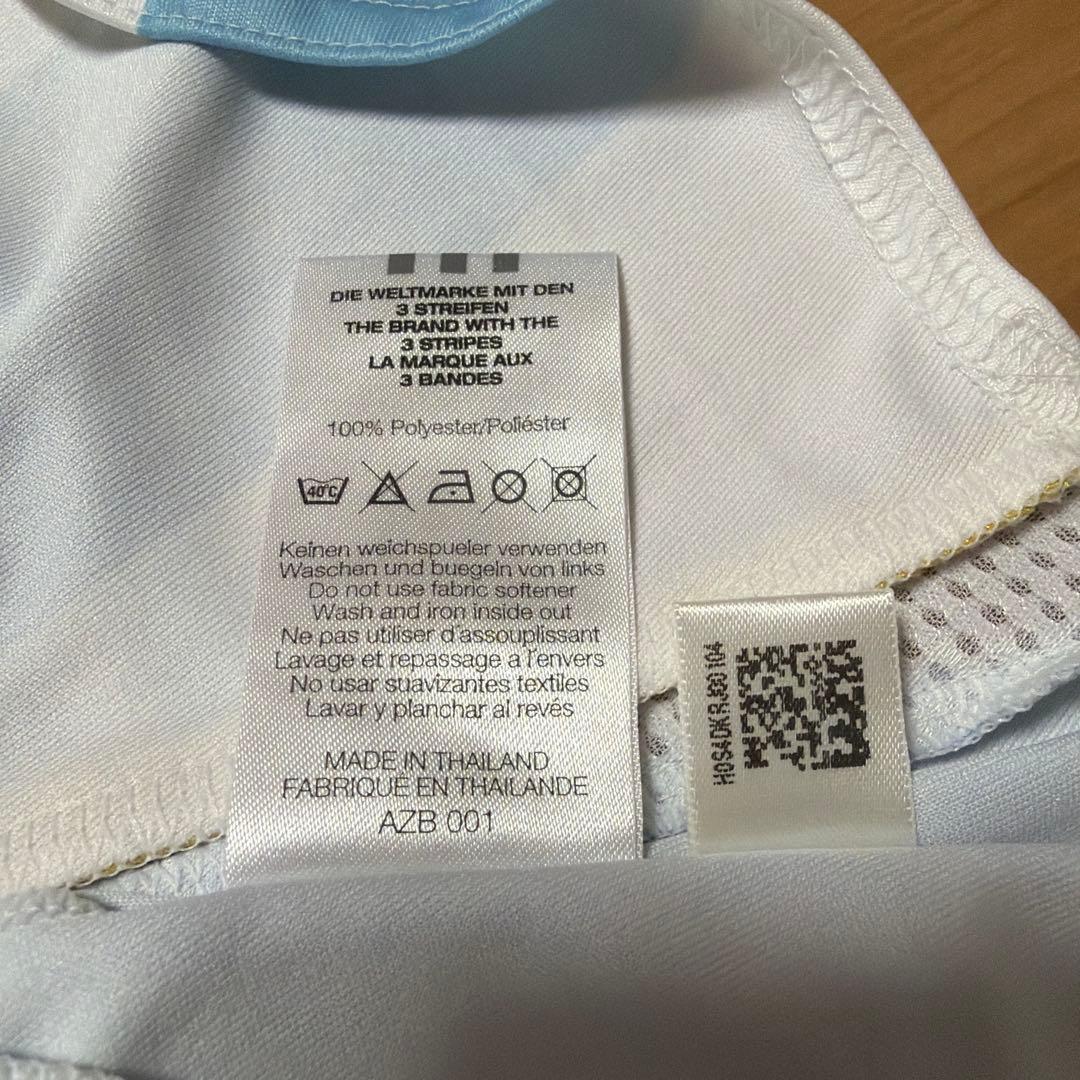 DIE WELTMARKE MIT DEN
3 STREIFEN
THE BRAND WITH THE
3 STRIPES
LA MARQUE AUX
3 BANDES
100% Polyester/Poliéster
40°C
Keinen weichspueler verwenden
Waschen und buegeln von links
Do not use fabric softener
Wash and iron inside out
Ne pas utiliser d'assouplissant
Lavage et repassage a l'envers
No usar suavizantes textiles
Lavar y planchar al revés
MADE IN THAILAND
FABRIQUÉ EN THAILANDE
AZB 001